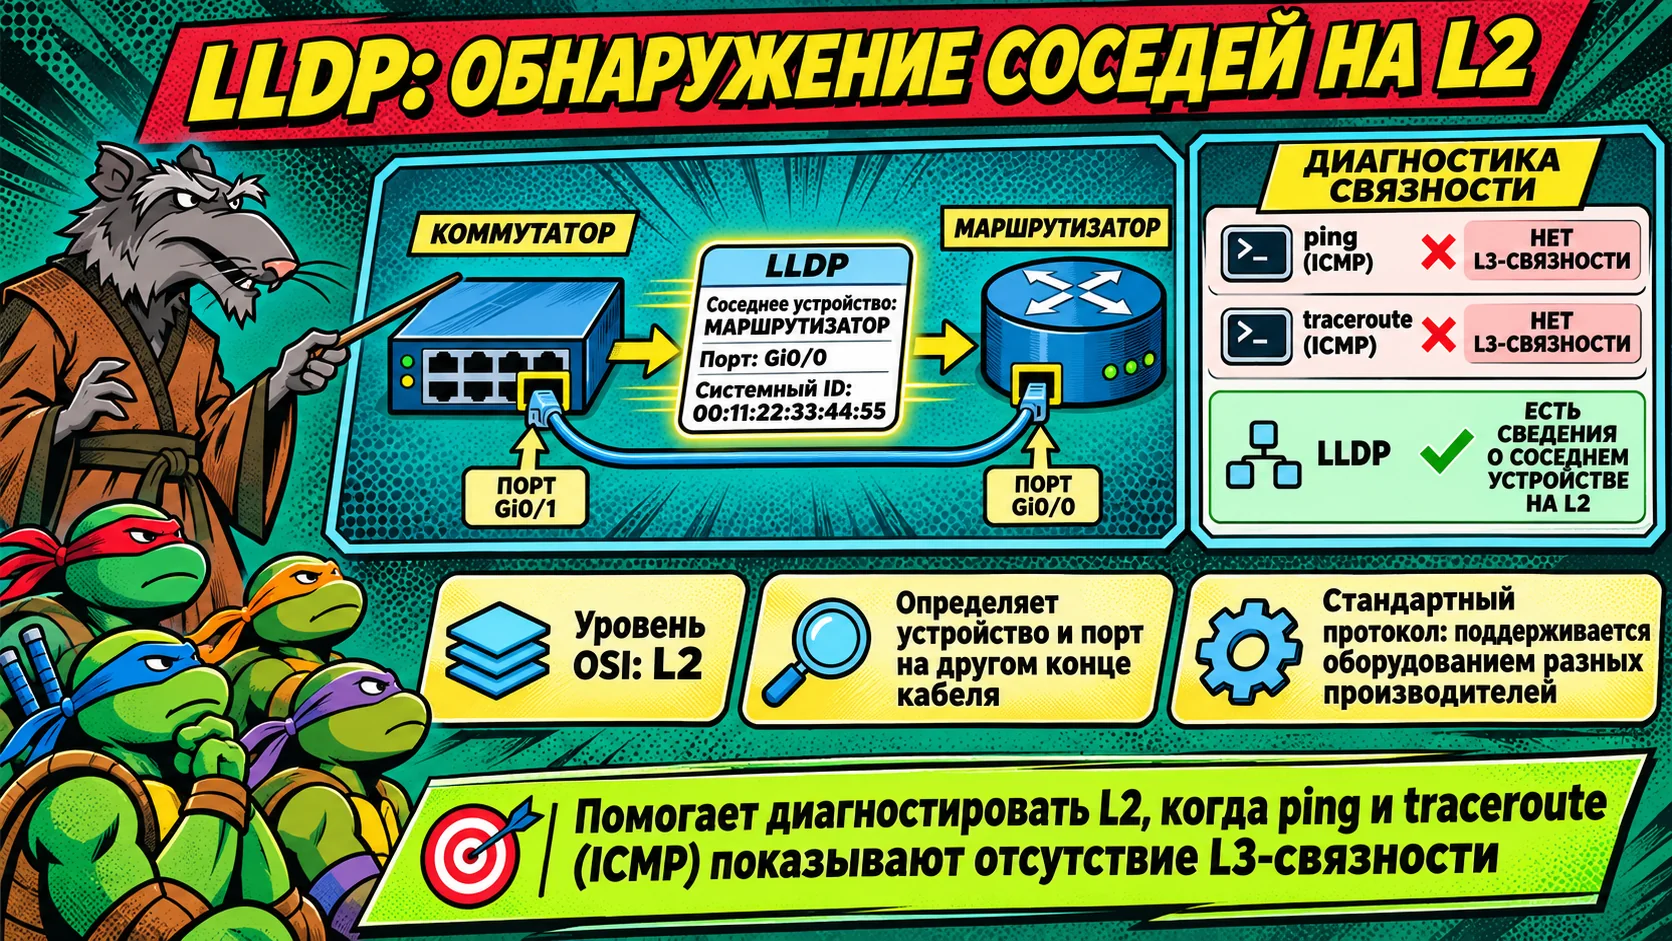 LLDP: ОБНАРУЖЕНИЕ СОСЕДЕЙ НА L2
КОММУТАТОР
LLDP
Соседнее устройство:
МАРШРУТИЗАТОР
Порт: Gi0/0
Системный ID:
00:11:22:33:44:55
МАРШРУТИЗАТОР
ПОРТ
Gi0/1
ПОРТ
Gi0/0
ДИАГНОСТИКА
СВЯЗНОСТИ
ping
(ICMP)
НЕТ
L3-СВЯЗНОСТИ
traceroute
(ICMP)
НЕТ
L3-СВЯЗНОСТИ
LLDP
ЕСТЬ
СВЕДЕНИЯ
О СОСЕДНЕМ
УСТРОЙСТВЕ
НА L2
Уровень
OSI: L2
Определяет
устройство и порт
на другом конце
кабеля
Стандартный
протокол: поддерживается
оборудованием разных
производителей
Помогает диагностировать L2, когда ping и traceroute
(ICMP) показывают отсутствие L3-связности